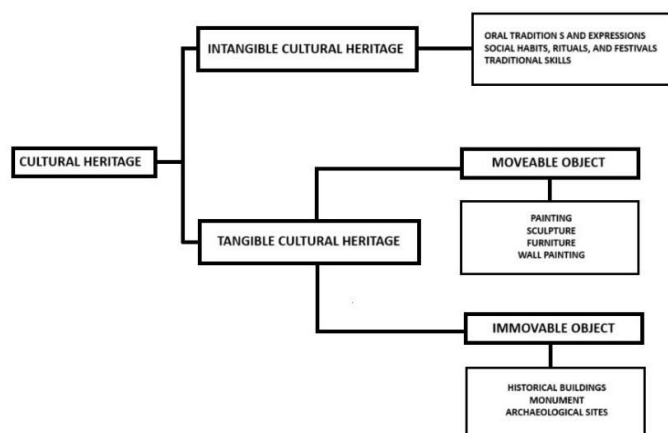 INTANGIBLE CULTURAL HERITAGE
ORAL TRADITION S AND EXPRESSIONS
SOCIAL HABITS, RITUALS, AND FESTIVALS
TRADITIONAL SKILLS
CULTURAL HERITAGE
MOVEABLE OBJECT
PAINTING
SCULPTURE
FURNITURE
WALL PAINTING
TANGIBLE CULTURAL HERITAGE
IMMOVABLE OBJECT
HISTORICAL BUILDINGS
MONUMENT
ARCHAEOLOGICAL SITES